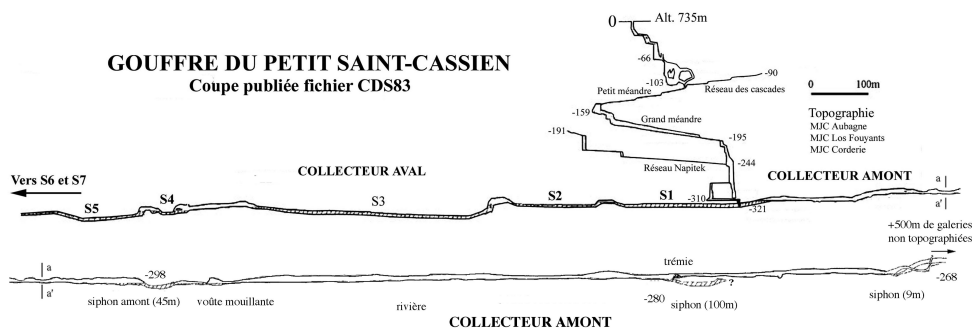 0
Alt. 735m
GOUFFRE DU PETIT SAINT-CASSIEN
Coupe publiée fichier CDS83
-66
-103
-90
Petit méandre
Réseau des cascades
0 100m
-159
Grand méandre
Topographie
MJC Aubagne
MJC Los Fouyants
MJC Corderie
-191
-195
-244
Réseau Napitek
COLLECTEUR AVAL
COLLECTEUR AMONT
Vers S6 et S7
S5
S4
S3
S2
S1
-310
-321
a
a'
+500m de galeries
non topographiées
a
a'
-298
siphon amont (45m)
voûte mouillante
rivière
trémie
-280
?
siphon (100m)
siphon (9m)
-268
COLLECTEUR AMONT